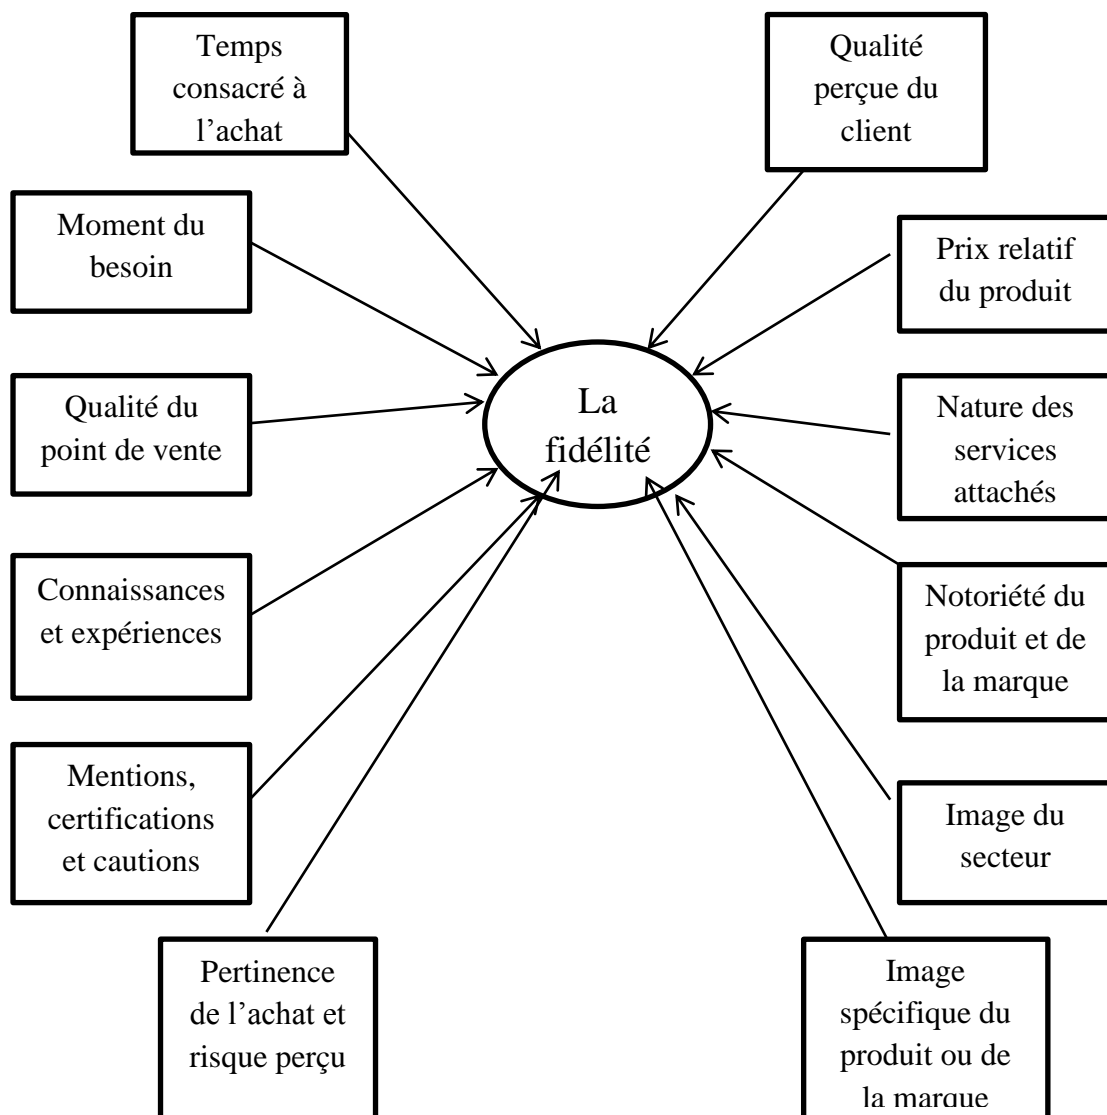 Temps
consacré à
l’achat
Qualité
perçue du
client
Moment du
besoin
Prix relatif
du produit
Qualité du
point de vente
La
fidélité
Nature des
services
attachés
Connaissances
et expériences
Notoriété du
produit et de
la marque
Mentions,
certifications
et cautions
Image du
secteur
Pertinence
de l’achat et
risque perçu
Image
spécifique du
produit ou de
la marque